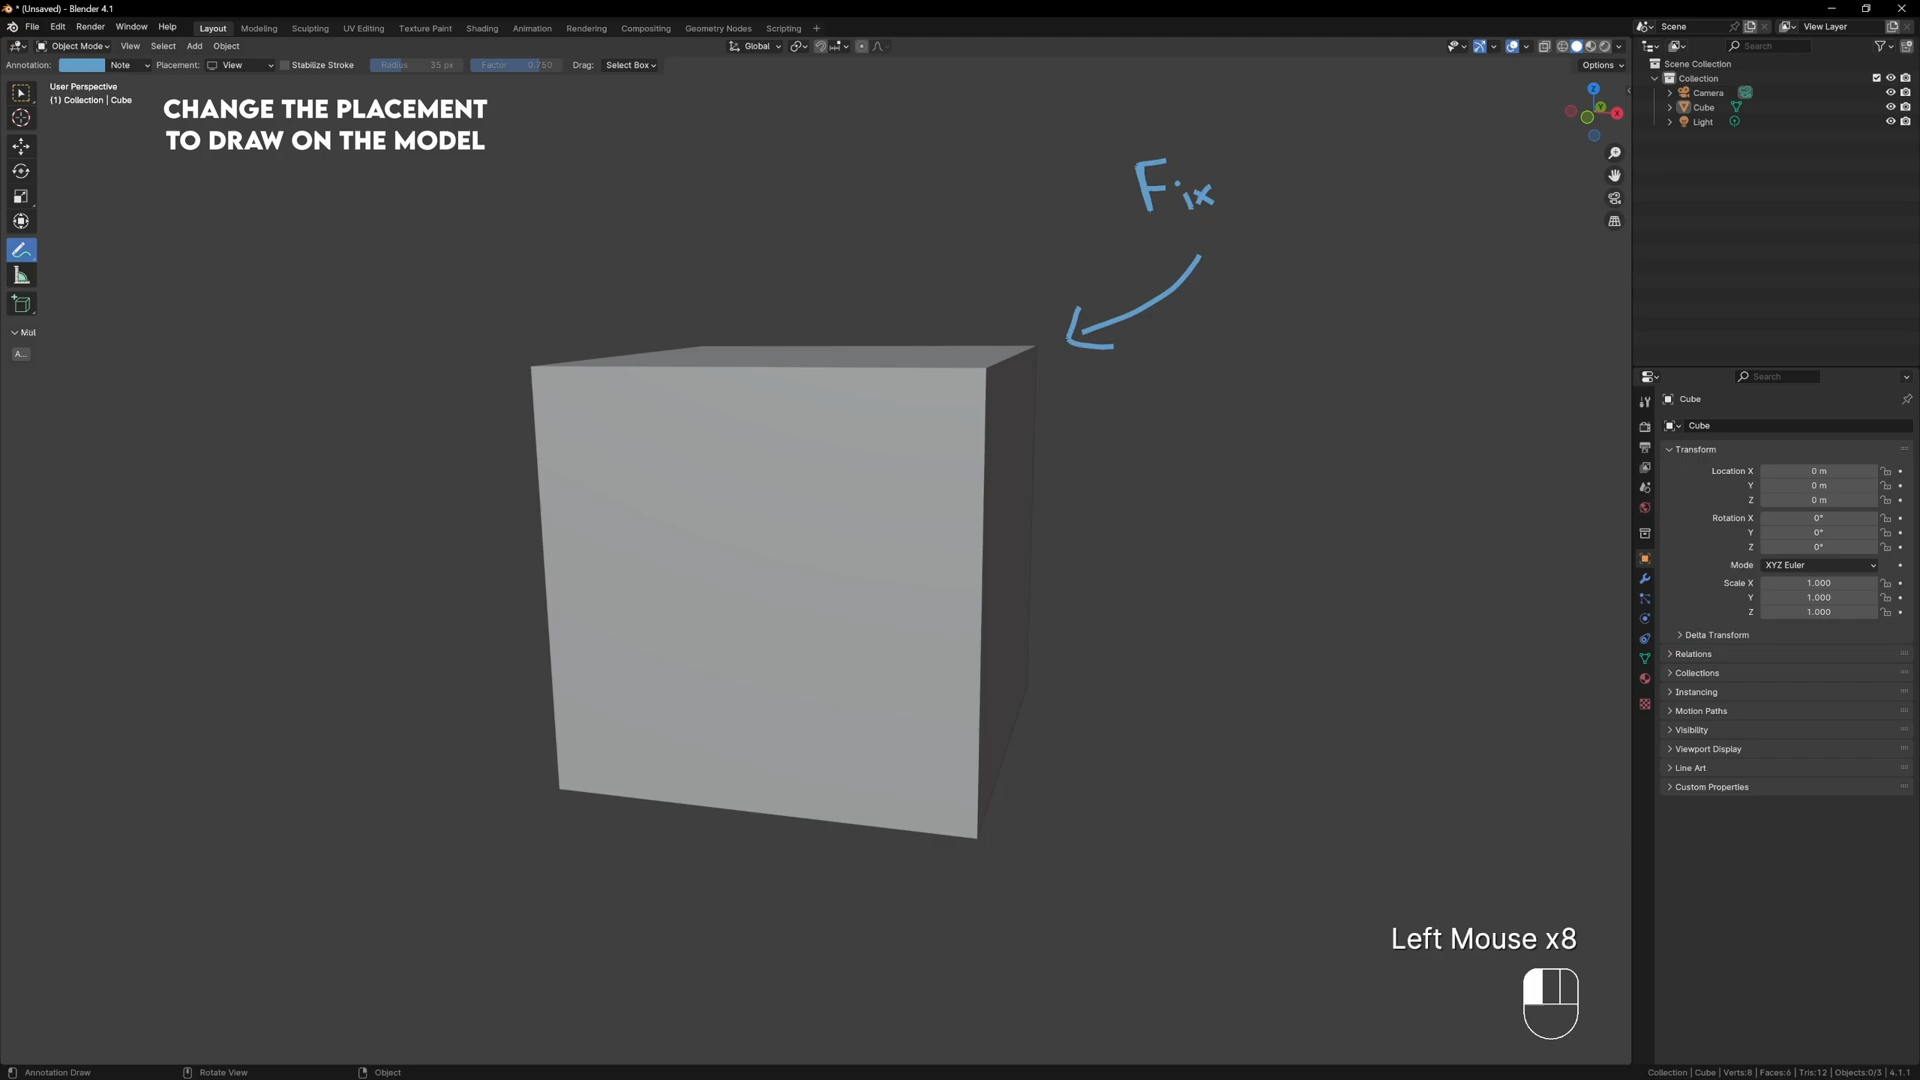 * (Unsaved) - Blender 4.1
File Edit Render Window Help Layout Modeling Sculpting UV Editing Texture Paint Shading Animation Rendering Compositing Geometry Nodes Scripting +
Scene View Layer
Object Mode View Select Add Object Global
Search
Annotation: Note Placement: View Stabilize Stroke Radius 35 px Factor 0.750 Drag: Select Box Options
User Perspective
(1) Collection | Cube
CHANGE THE PLACEMENT
TO DRAW ON THE MODEL
Z
Y
X
Fix
Mul
A...
Scene Collection
Collection
Camera
Cube
Light
Search
Cube
Cube
Transform
Location X 0 m
Y 0 m
Z 0 m
Rotation X 0°
Y 0°
Z 0°
Mode XYZ Euler
Scale X 1.000
Y 1.000
Z 1.000
Delta Transform
Relations
Collections
Instancing
Motion Paths
Visibility
Viewport Display
Line Art
Custom Properties
Left Mouse x8
Annotation Draw Rotate View Object
Collection | Cube | Verts:8 | Faces:6 | Tris:12 | Objects:0/3 | 4.1.1